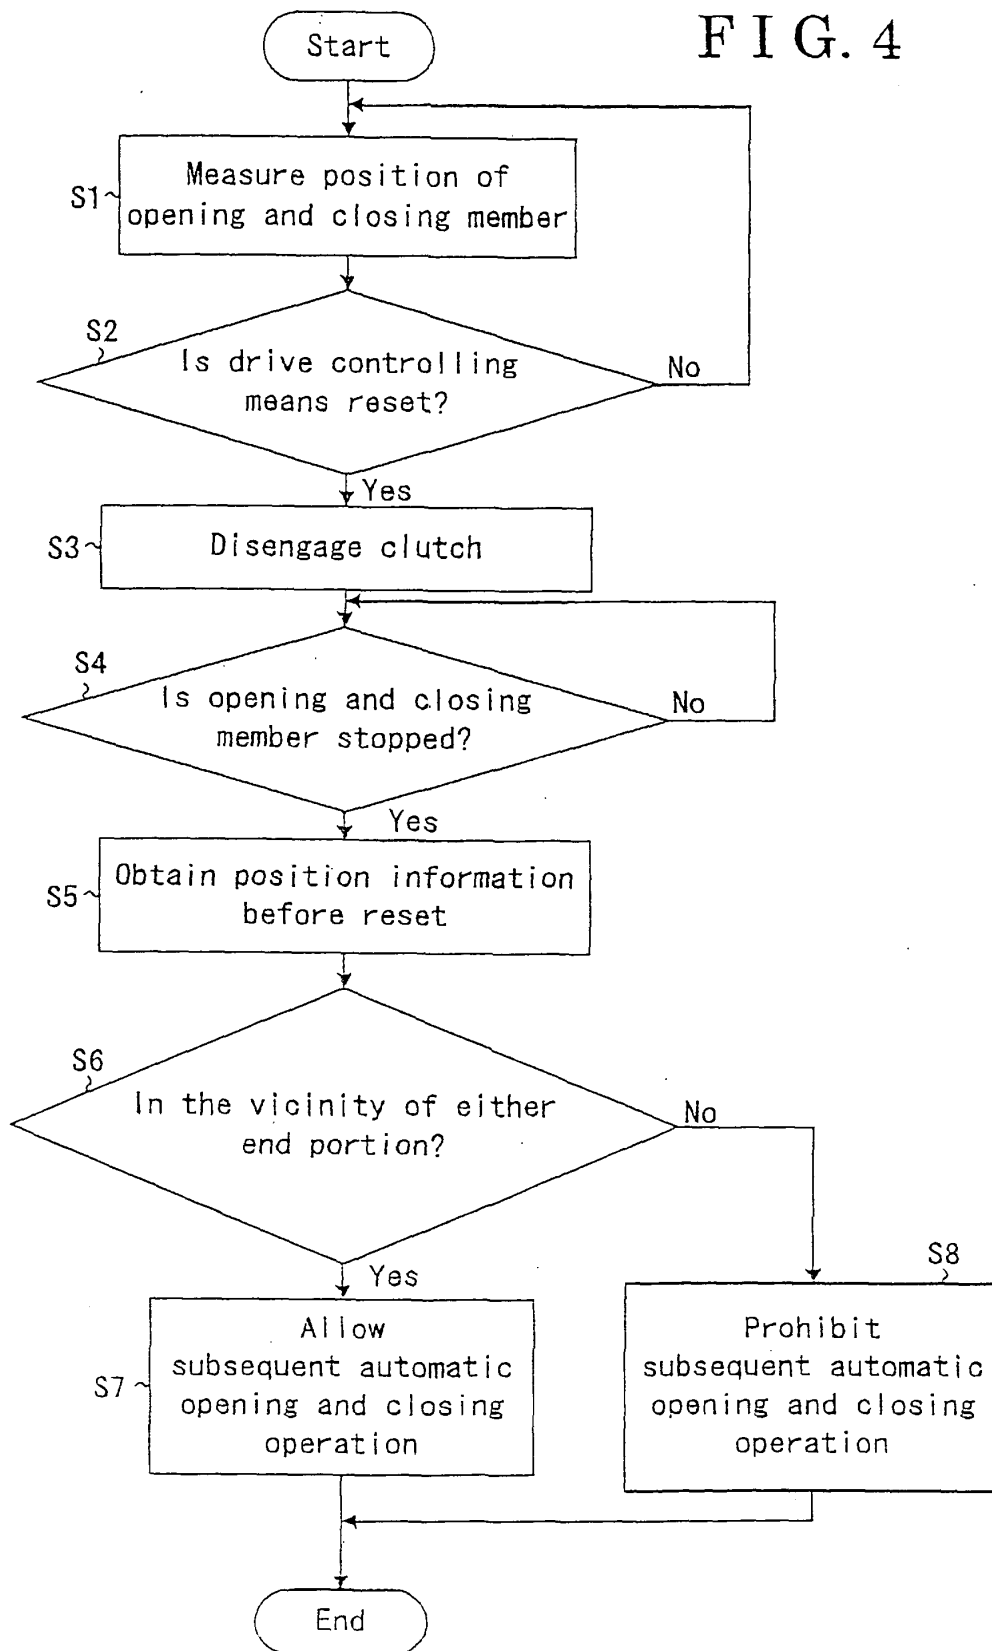 FIG. 4
Start
S1
Measure position of
opening and closing member
S2
Is drive controlling
means reset?
No
Yes
S3
Disengage clutch
S4
Is opening and closing
member stopped?
No
Yes
S5
Obtain position information
before reset
S6
In the vicinity of either
end portion?
No
Yes
S7
Allow
subsequent automatic
opening and closing
operation
S8
Prohibit
subsequent automatic
opening and closing
operation
End